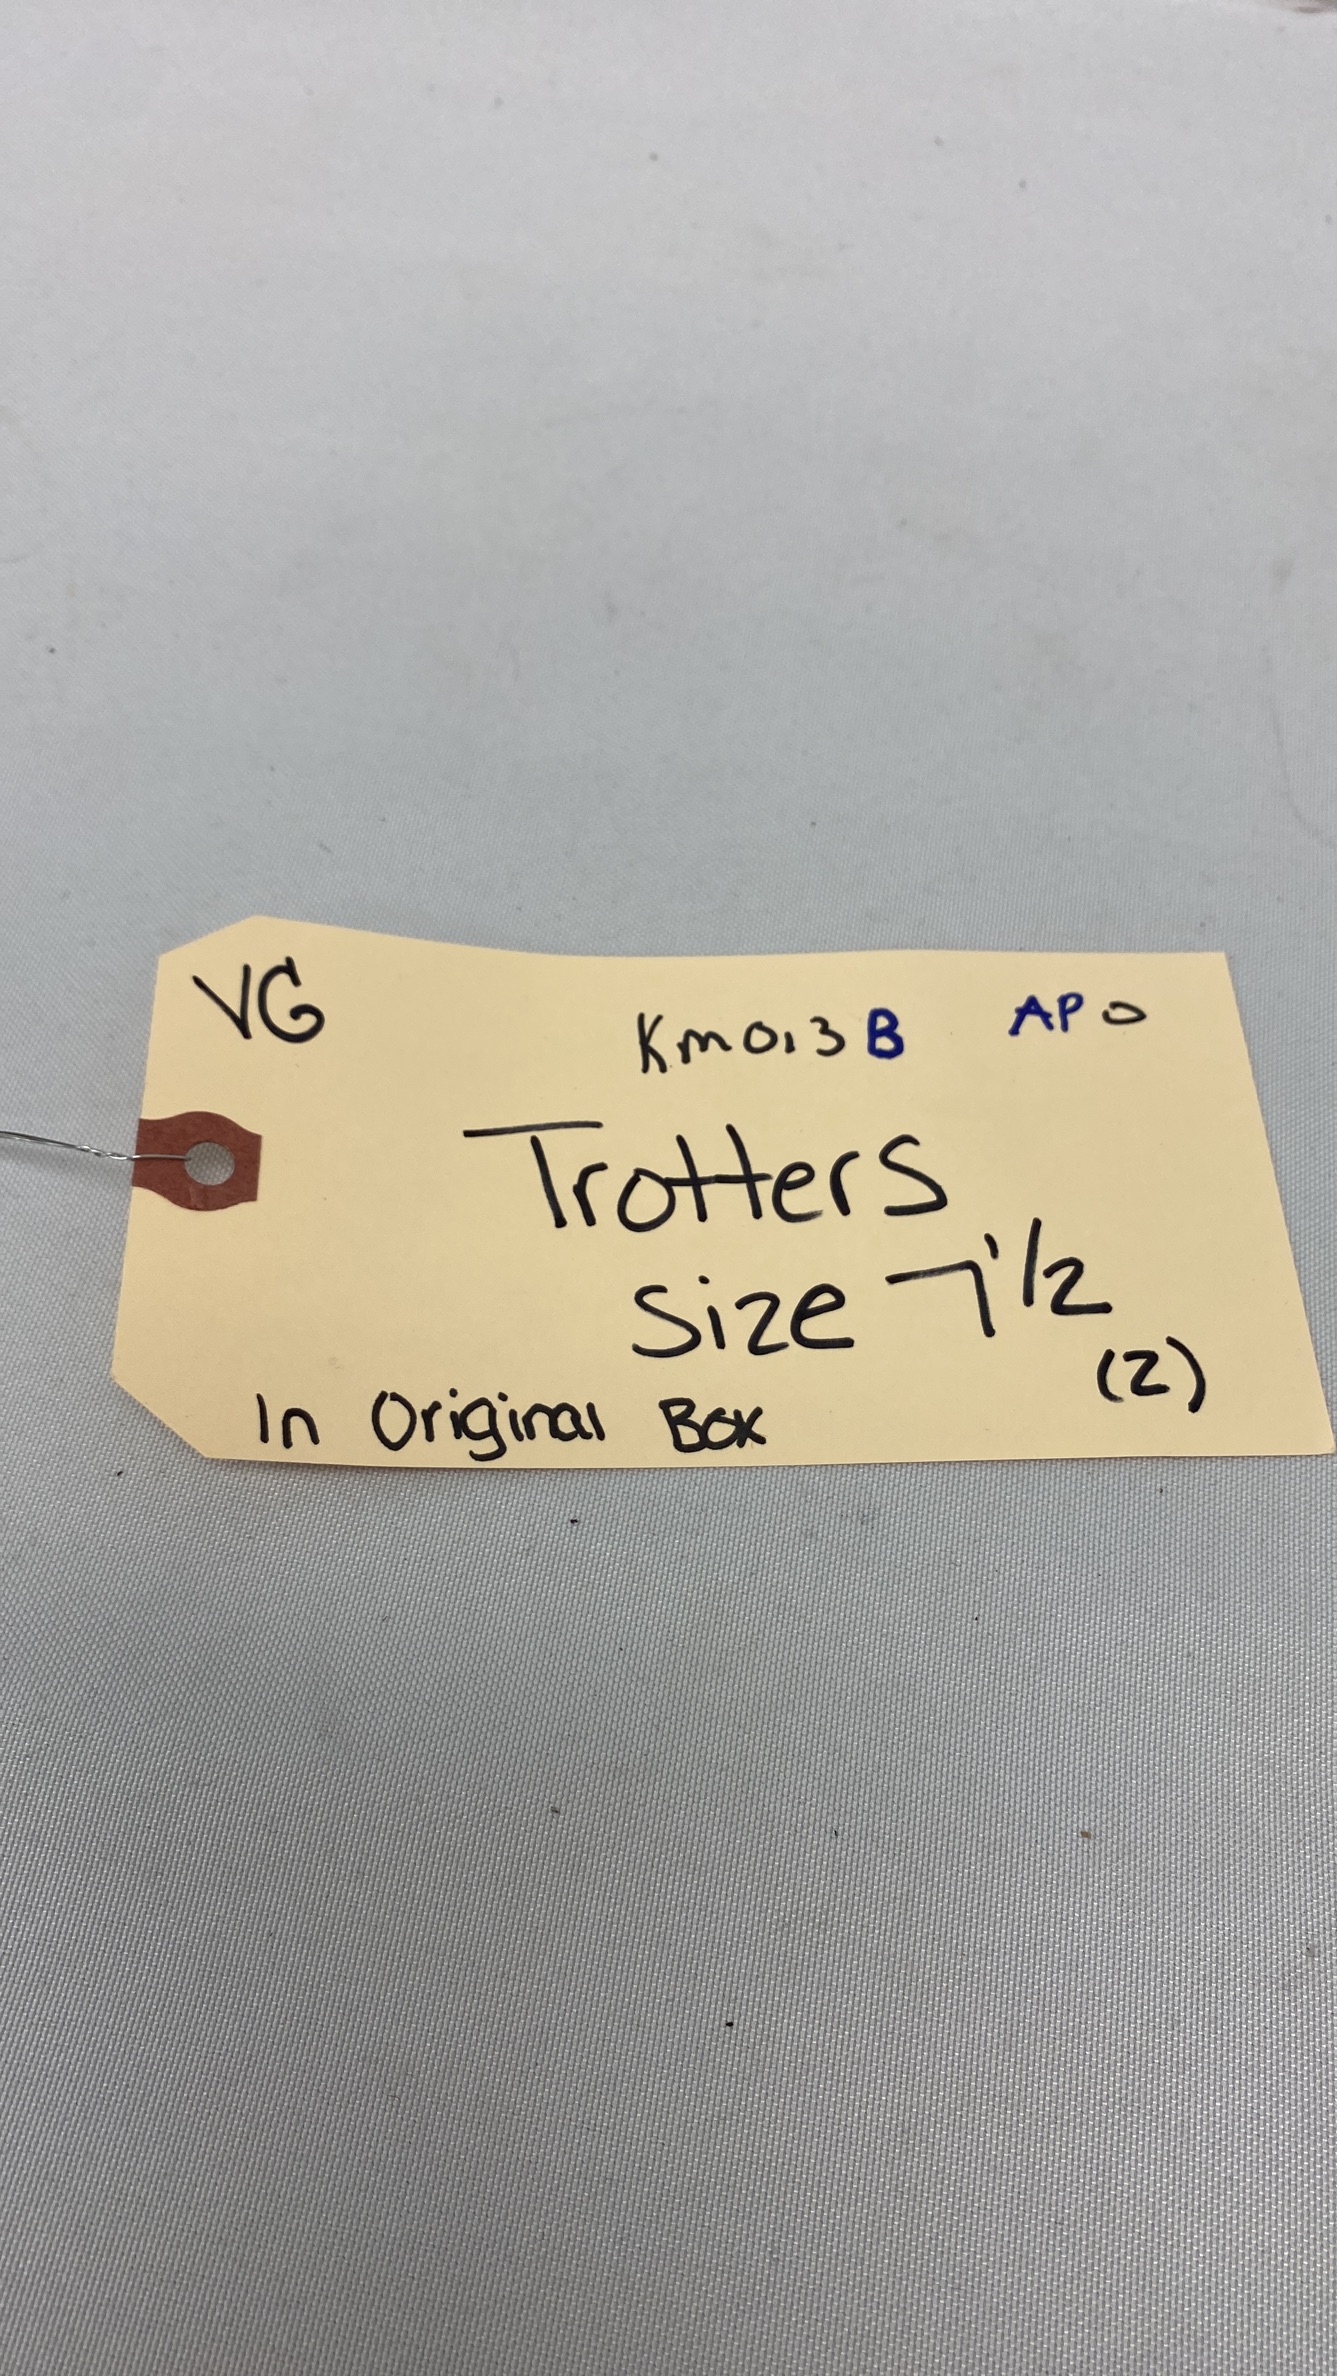 VG
Km013B APO
Trotters
Size 7 1/2
(2)
In Original Box